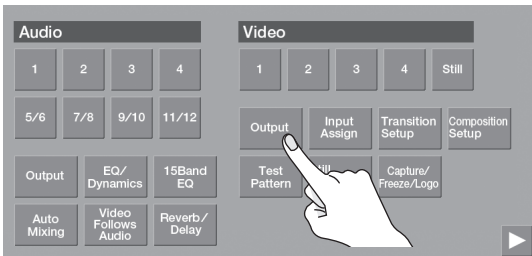 Audio
1 2 3 4
5/6 7/8 9/10 11/12
Output EQ/ Dynamics 15Band EQ
Auto Mixing Video Follows Audio Reverb/ Delay
Video
1 2 3 4 Still
Output Input Assign Transition Setup Composition Setup
Test Pattern Capture/ Freeze/Logo